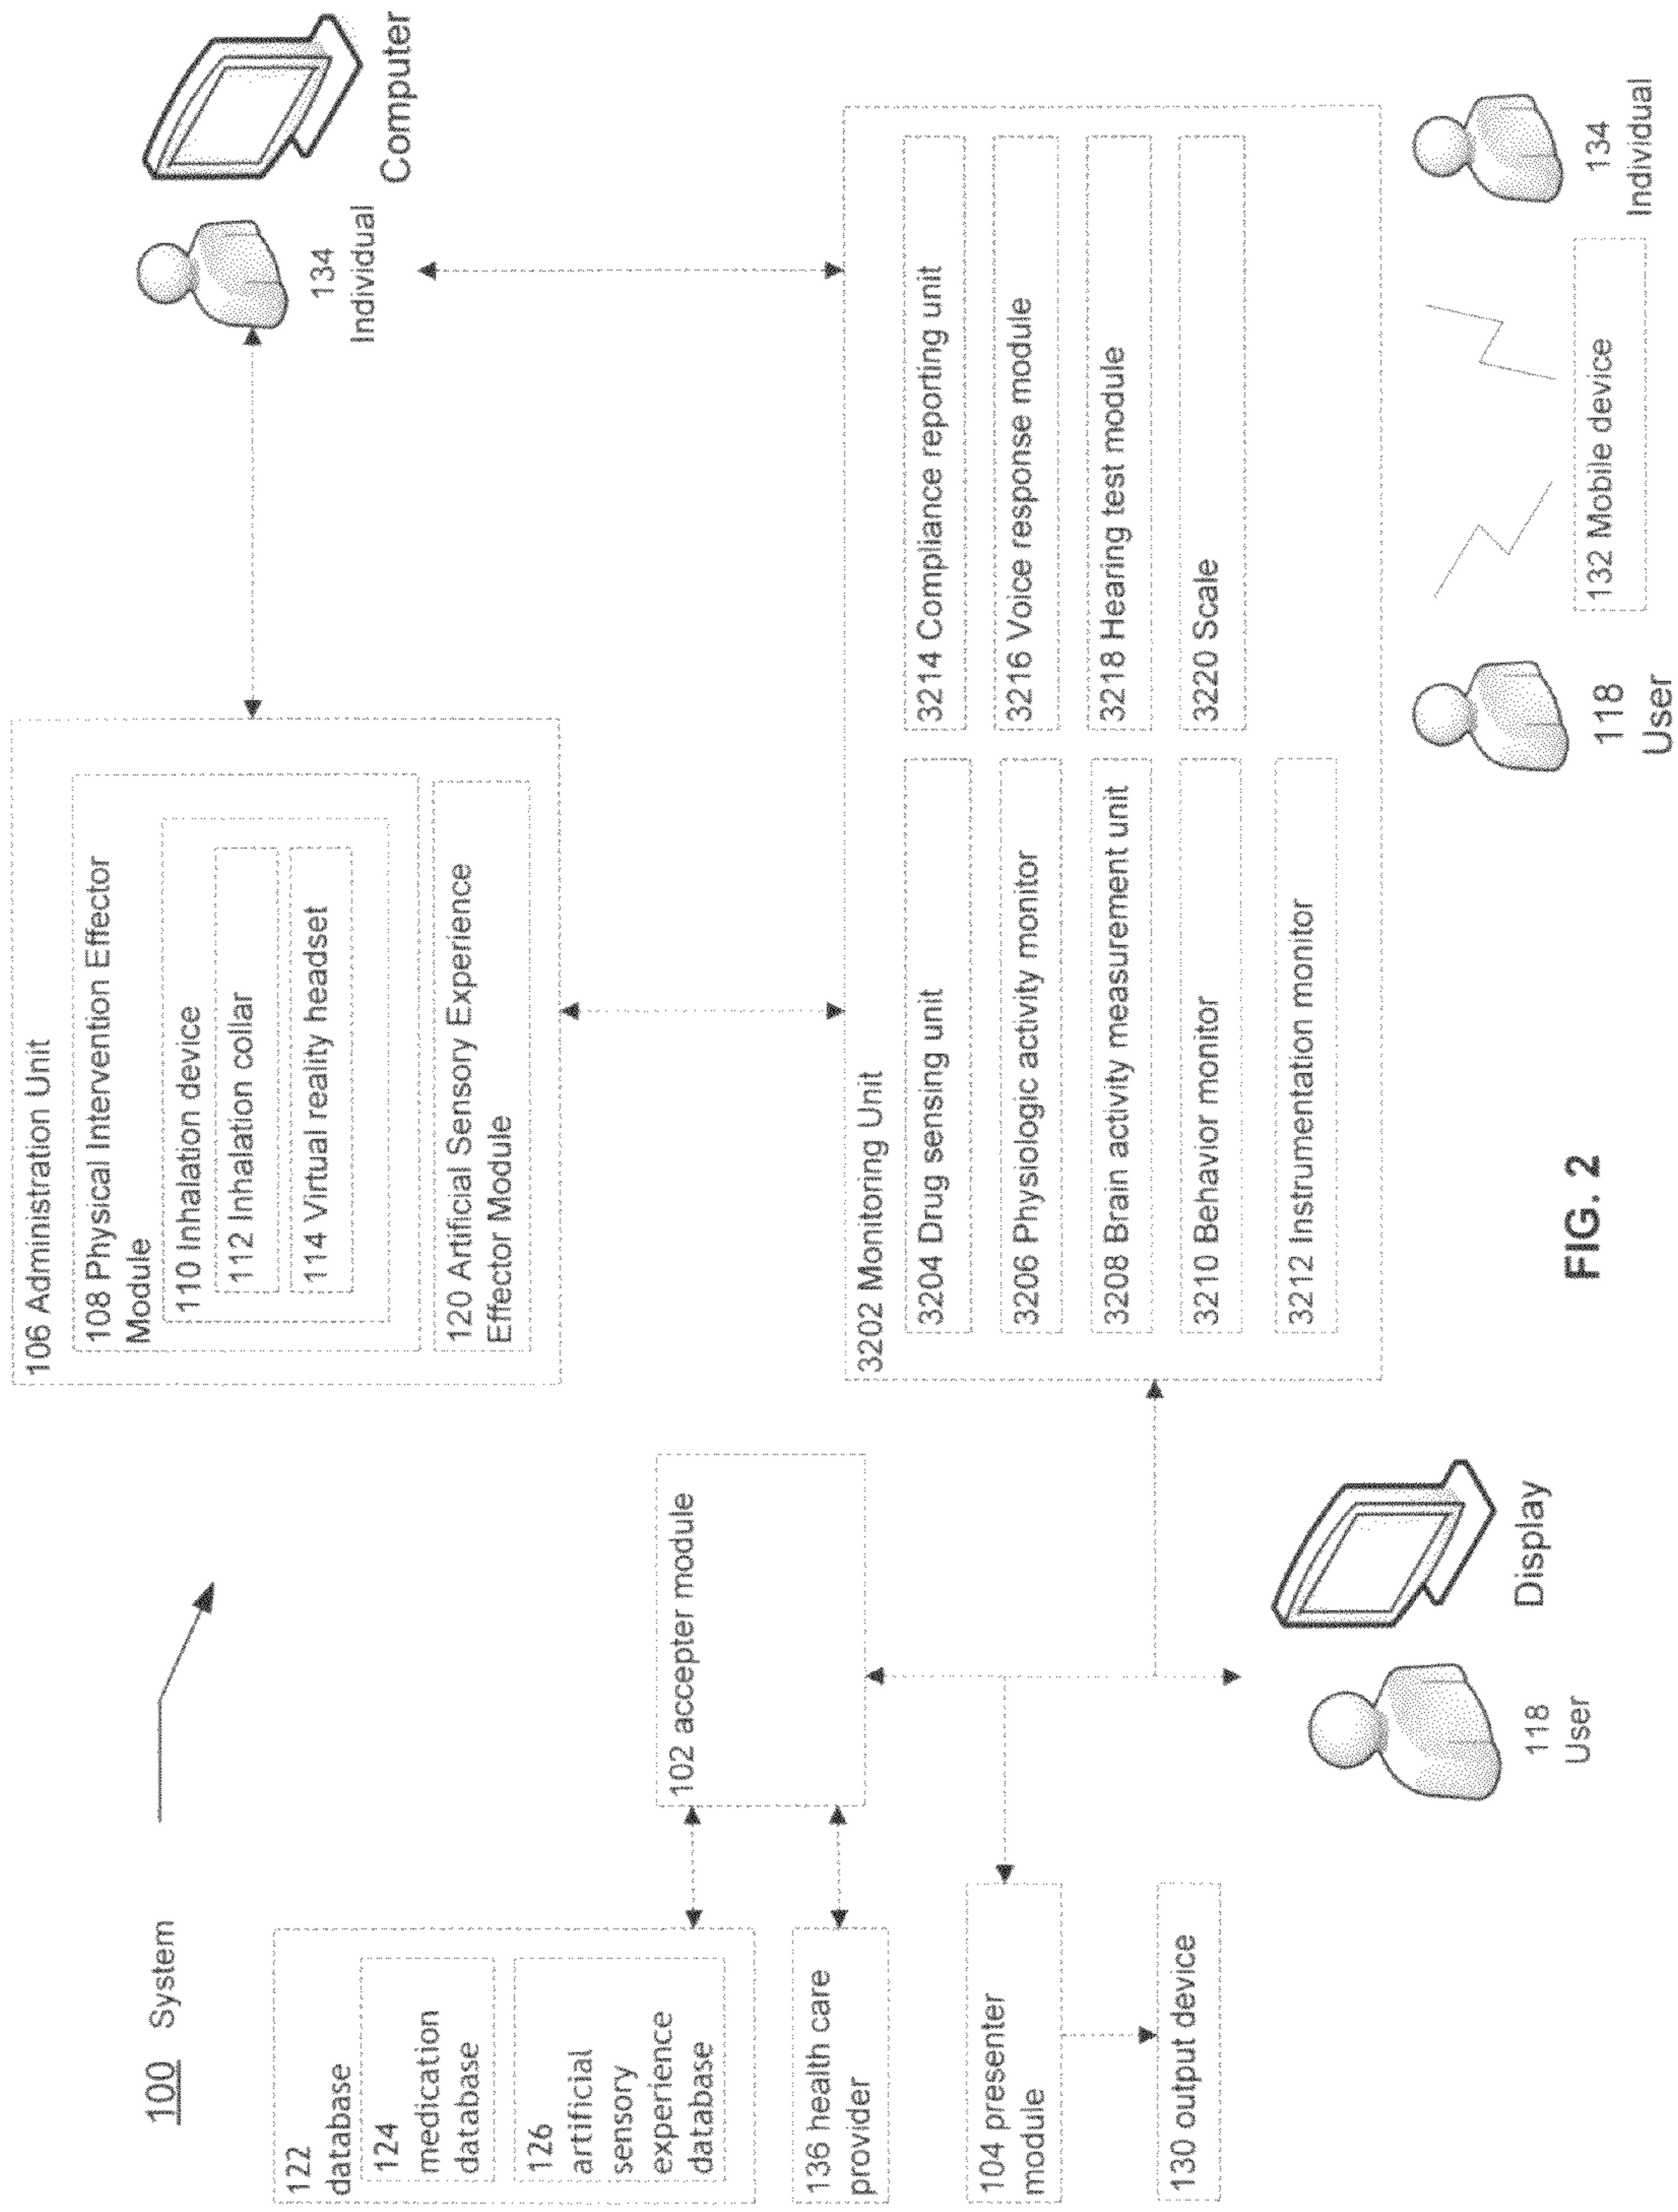 100 System
122
database
124
medication
database
126
artificial
sensory
experience
database
136 health care
provider
104 presenter
module
130 output device
102 accepter module
118
User
Display
106 Administration Unit
108 Physical Intervention Effector
Module
110 Inhalation device
112 Inhalation collar
114 Virtual reality headset
120 Artificial Sensory Experience
Effector Module
134
Individual
Computer
3202 Monitoring Unit
3204 Drug sensing unit
3206 Physiologic activity monitor
3208 Brain activity measurement unit
3210 Behavior monitor
3212 Instrumentation monitor
3214 Compliance reporting unit
3216 Voice response module
3218 Hearing test module
3220 Scale
118
User
132 Mobile device
134
Individual
FIG. 2